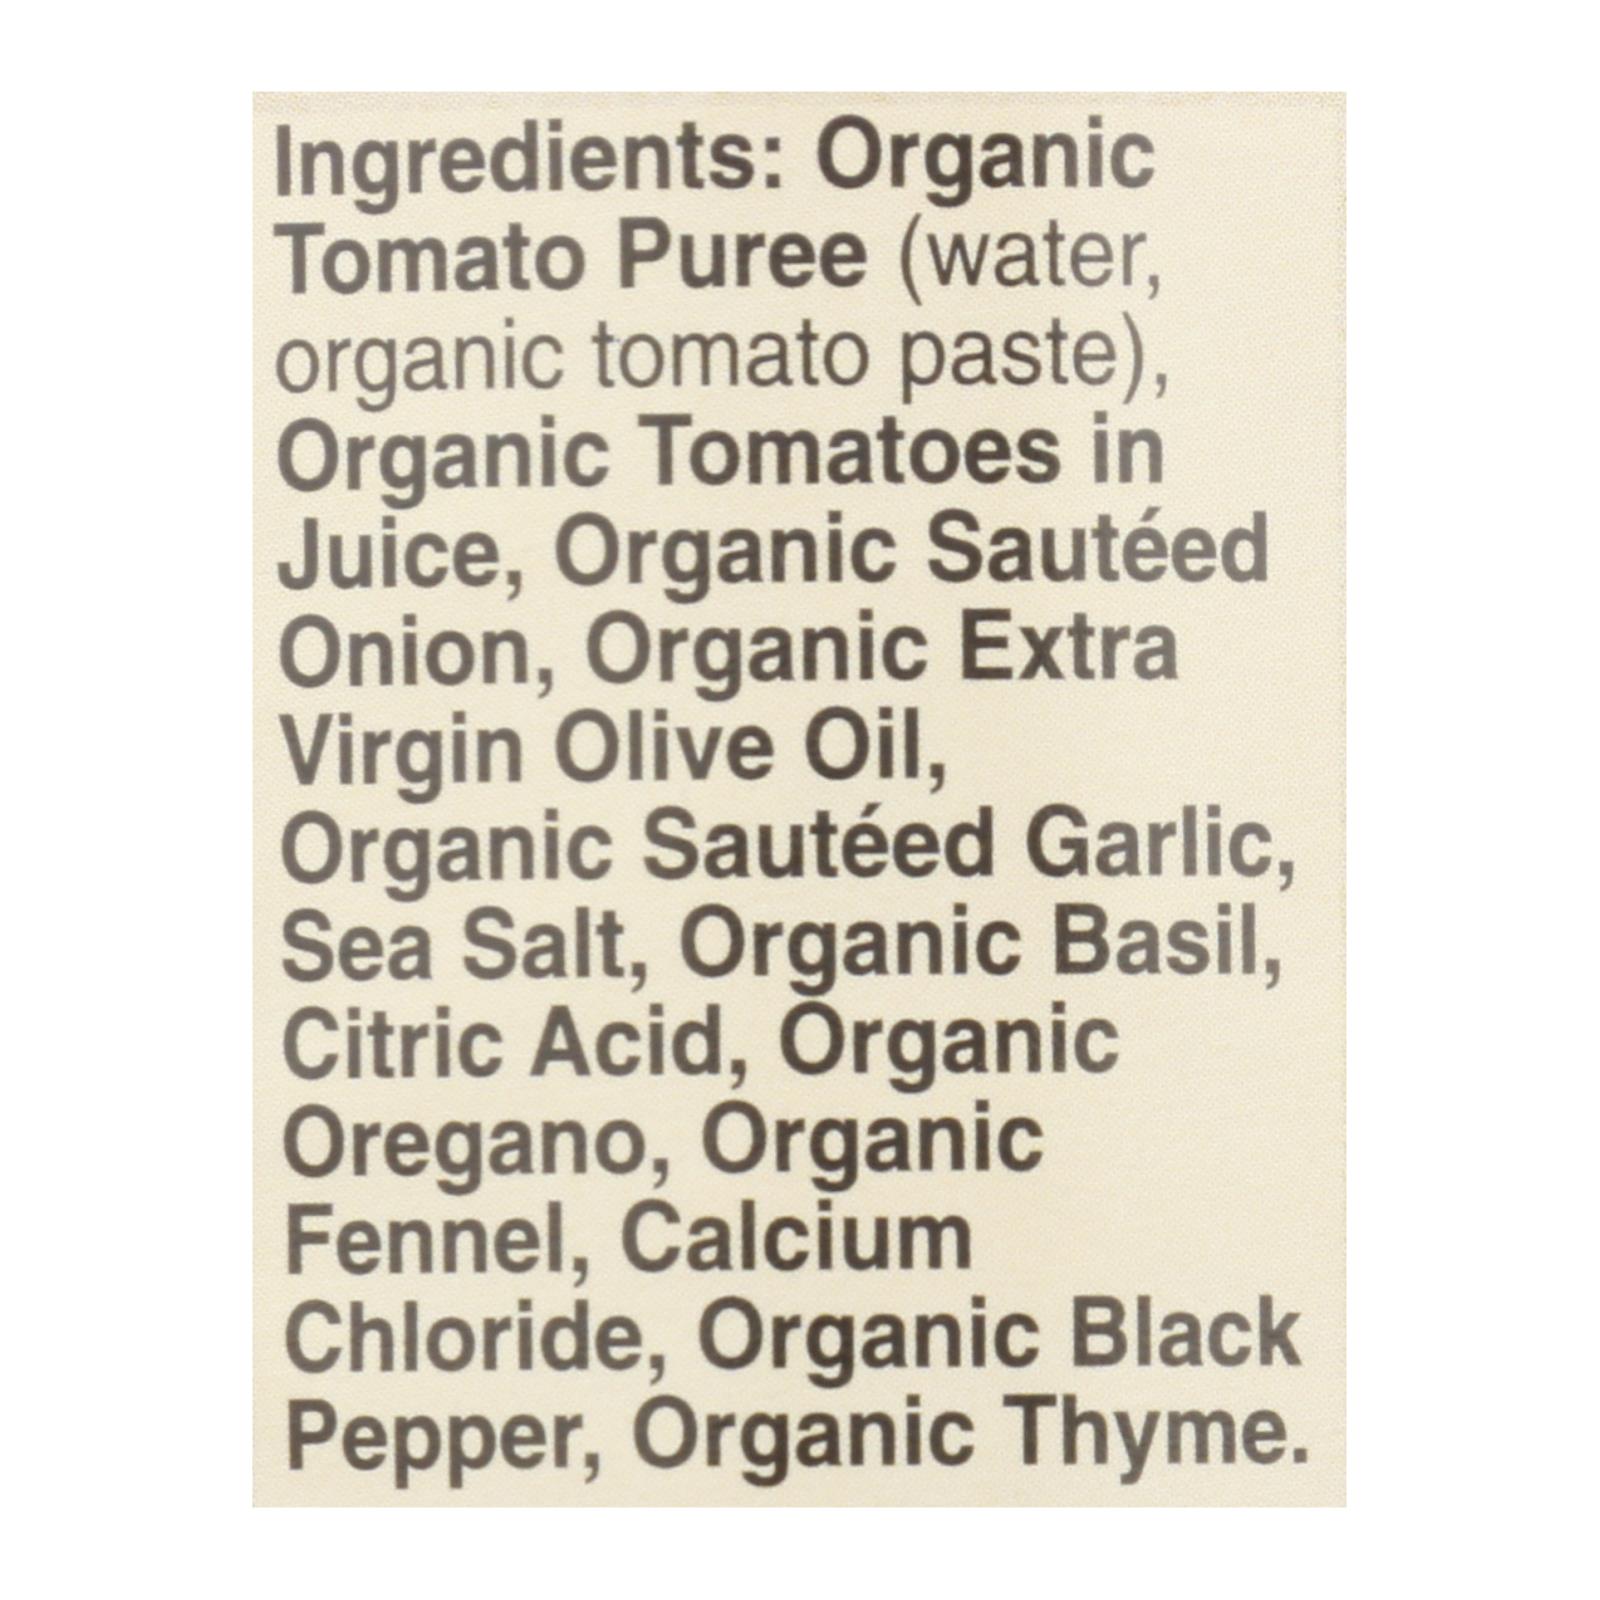 Ingredients: Organic
Tomato Puree (water,
organic tomato paste),
Organic Tomatoes in
Juice, Organic Sautéed
Onion, Organic Extra
Virgin Olive Oil,
Organic Sautéed Garlic,
Sea Salt, Organic Basil,
Citric Acid, Organic
Oregano, Organic
Fennel, Calcium
Chloride, Organic Black
Pepper, Organic Thyme.